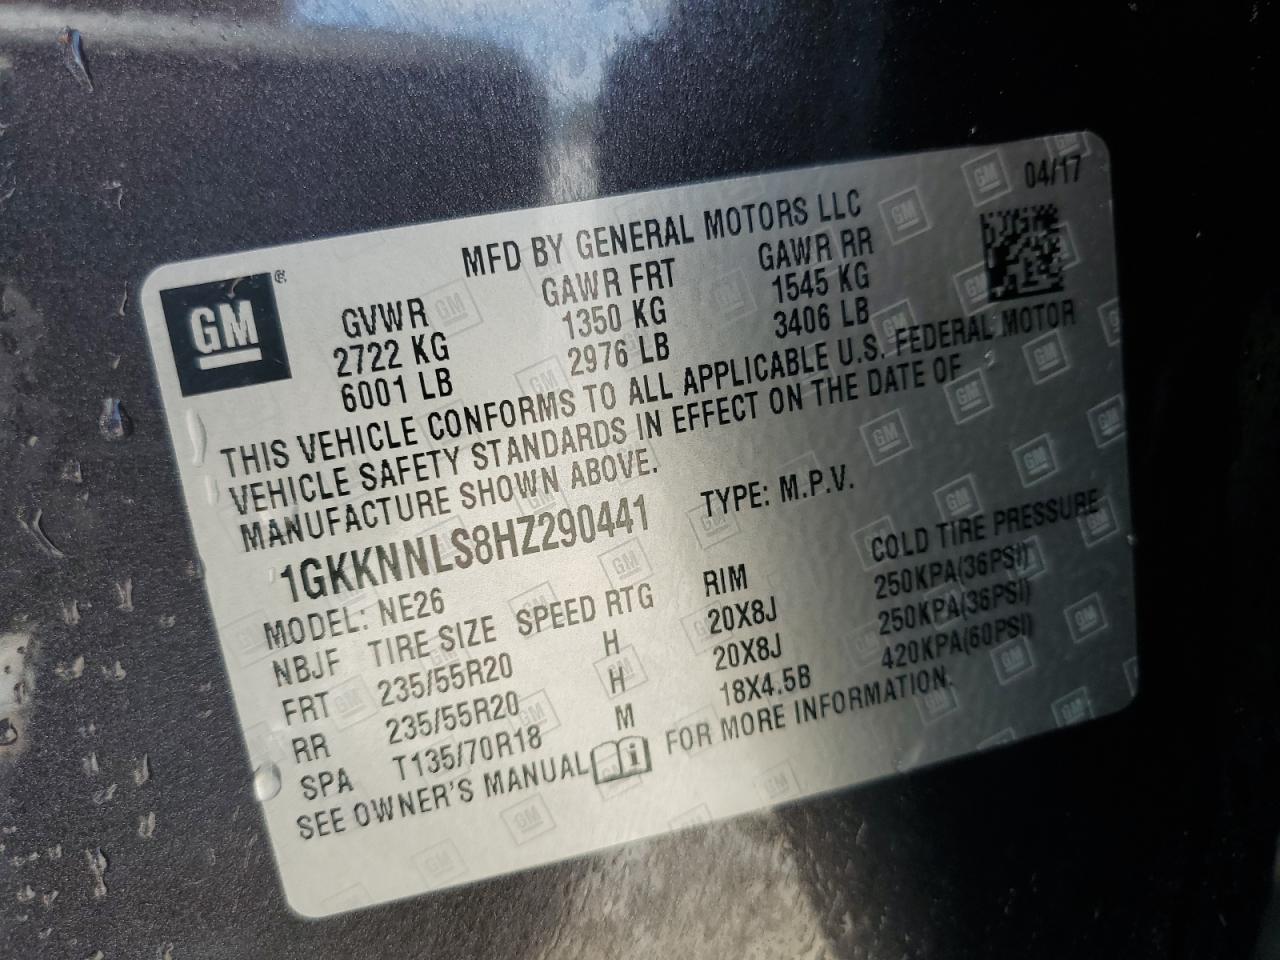 04/17
MFD BY GENERAL MOTORS LLC
GM®
GVWR GAWR FRT GAWR RR
2722 KG 1350 KG 1545 KG
6001 LB 2976 LB 3406 LB
THIS VEHICLE CONFORMS TO ALL APPLICABLE U.S. FEDERAL MOTOR
VEHICLE SAFETY STANDARDS IN EFFECT ON THE DATE OF
MANUFACTURE SHOWN ABOVE.
1GKKNNLS8HZ290441 TYPE: M.P.V.
MODEL: NE26
NBJF TIRE SIZE SPEED RTG RIM COLD TIRE PRESSURE
FRT 235/55R20 H 20X8J 250KPA(36PSI)
RR 235/55R20 H 20X8J 250KPA(36PSI)
SPA T135/70R18 M 18X4.5B 420KPA(60PSI)
SEE OWNER'S MANUAL FOR MORE INFORMATION.